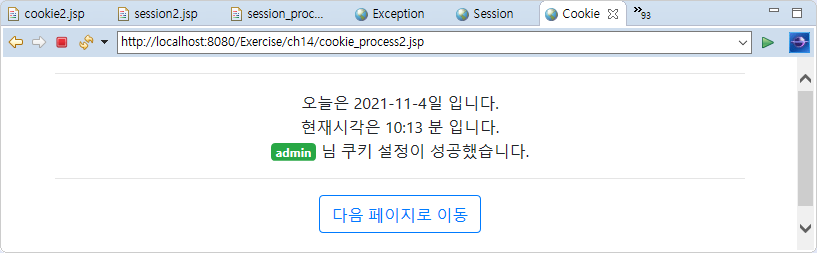 cookie2.jsp session2.jsp session_proc... Exception Session Cookie »93
http://localhost:8080/Exercise/ch14/cookie_process2.jsp
오늘은 2021-11-4일 입니다.
현재시각은 10:13 분 입니다.
admin 님 쿠키 설정이 성공했습니다.
다음 페이지로 이동